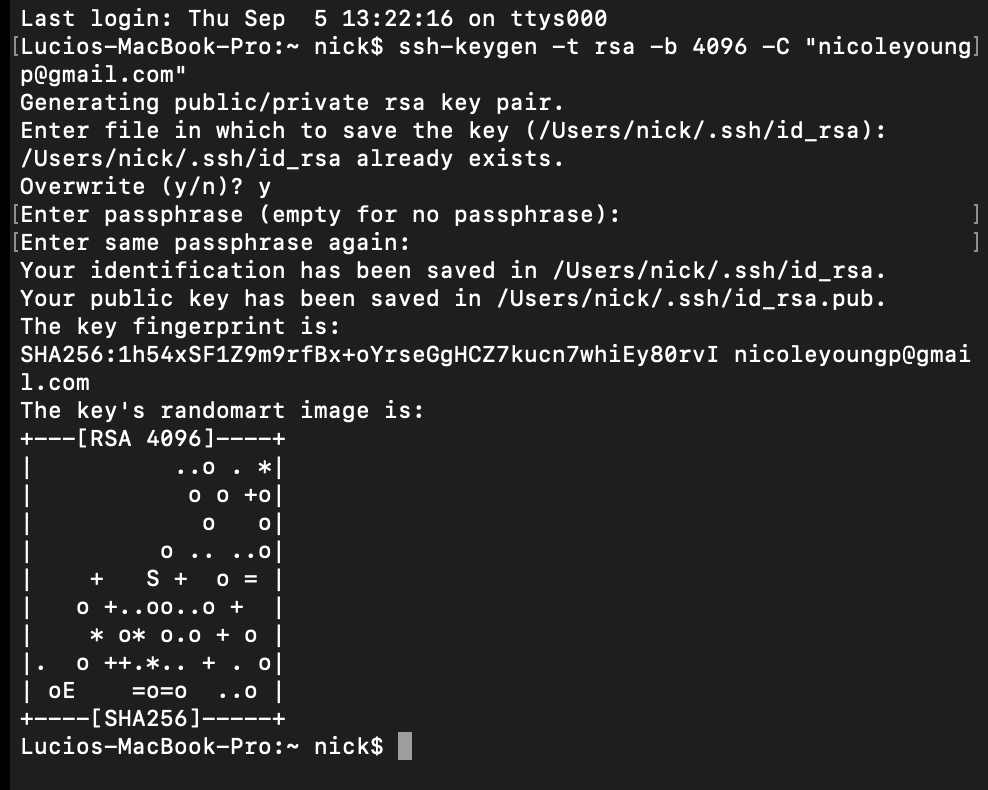 Last login: Thu Sep  5 13:22:16 on ttys000
[Lucios-MacBook-Pro:~ nick$ ssh-keygen -t rsa -b 4096 -C "nicoleyoung]
p@gmail.com"
Generating public/private rsa key pair.
Enter file in which to save the key (/Users/nick/.ssh/id_rsa):
/Users/nick/.ssh/id_rsa already exists.
Overwrite (y/n)? y
[Enter passphrase (empty for no passphrase):                         ]
[Enter same passphrase again:                                        ]
Your identification has been saved in /Users/nick/.ssh/id_rsa.
Your public key has been saved in /Users/nick/.ssh/id_rsa.pub.
The key fingerprint is:
SHA256:1h54xSF1Z9m9rfBx+oYrseGgHCZ7kucn7whiEy80rvI nicoleyoungp@gmai
l.com
The key's randomart image is:
+---[RSA 4096]----+
|          ..o . *|
|           o o +o|
|            o   o|
|         o .. ..o|
|    +   S +  o = |
|   o +..oo..o +  |
|    * o* o.o + o |
|.  o ++.*.. + . o|
| oE    =o=o  ..o |
+----[SHA256]-----+
Lucios-MacBook-Pro:~ nick$